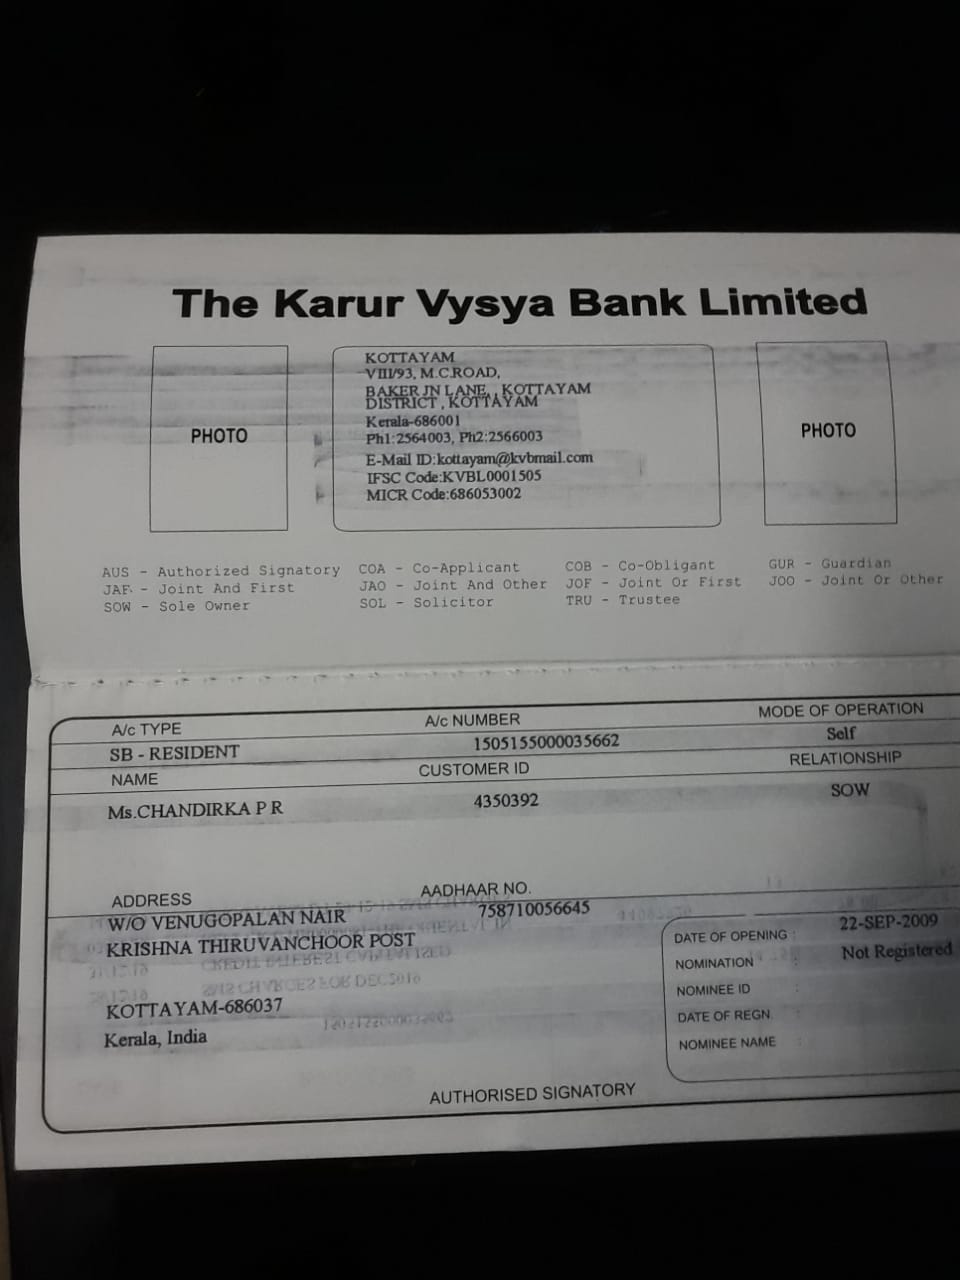 The Karur Vysya Bank Limited
PHOTO
KOTTAYAM
VIII/93, M.C.ROAD,
BAKER JN LANE, , KOTTAYAM
DISTRICT , KOTTAYAM
Kerala-686001
Ph1:2564003, Ph2:2566003
E-Mail ID:kottayam@kvbmail.com
IFSC Code:KVBL0001505
MICR Code:686053002
PHOTO
AUS - Authorized Signatory COA - Co-Applicant COB - Co-Obligant GUR - Guardian
JAF - Joint And First JAO - Joint And Other JOF - Joint Or First JOO - Joint Or Other
SOW - Sole Owner SOL - Solicitor TRU - Trustee
A/c TYPE A/c NUMBER MODE OF OPERATION
SB - RESIDENT 1505155000035662 Self
NAME CUSTOMER ID RELATIONSHIP
Ms.CHANDIRKA P R 4350392 SOW
ADDRESS AADHAAR NO.
W/O VENUGOPALAN NAIR 758710056645
KRISHNA THIRUVANCHOOR POST
KOTTAYAM-686037
Kerala, India
DATE OF OPENING : 22-SEP-2009
NOMINATION : Not Registered
NOMINEE ID :
DATE OF REGN
NOMINEE NAME :
AUTHORISED SIGNATORY